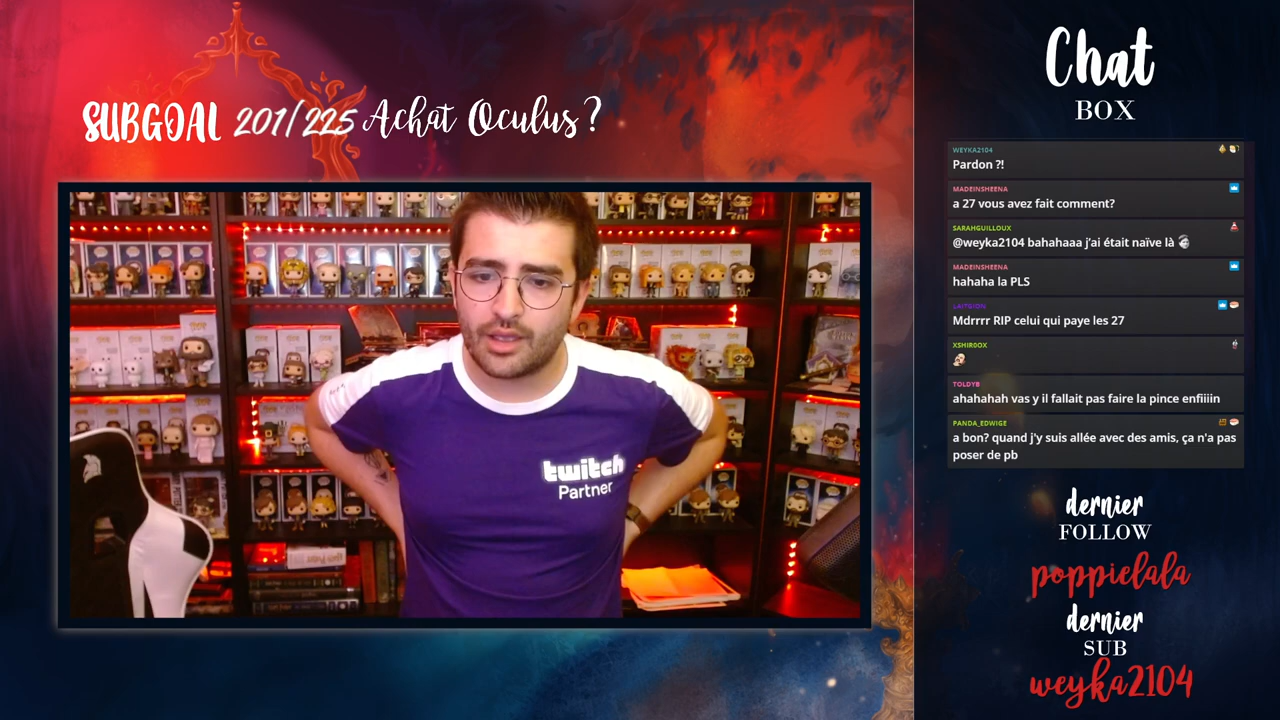 SUBGOAL 201/225 Achat Oculus?
twitch
Partner
Chat
BOX
WEYKA2104
Pardon ?!
MADEINSHEENA
a 27 vous avez fait comment?
SARAHGUILLOUX
@weyka2104 bahahaaa j'ai était naïve là
MADEINSHEENA
hahaha la PLS
Mdrrrr RIP celui qui paye les 27
XSHIR0OX
TOLDYB
ahahahah vas y il fallait pas faire la pince enfiiiin
PANDA_EDWIGE
a bon? quand j'y suis allée avec des amis, ça n'a pas
poser de pb
dernier
FOLLOW
poppielala
dernier
SUB
weyka2104